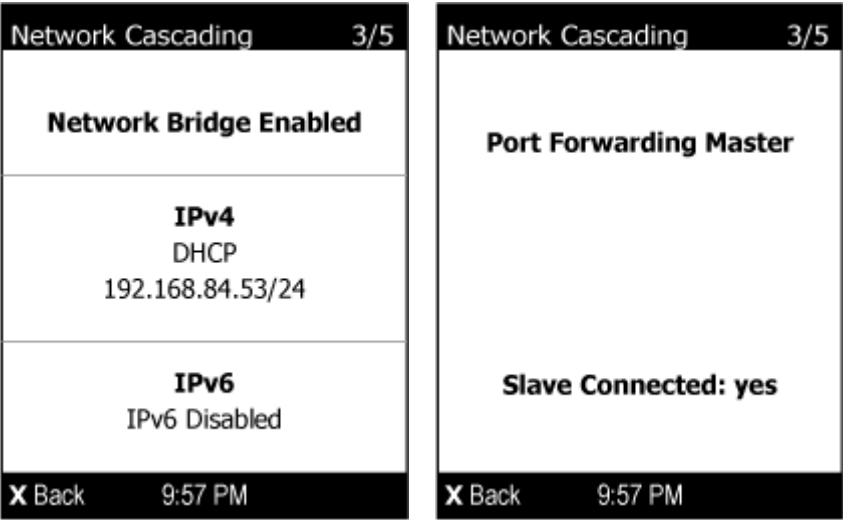 Network Cascading 3/5
Network Bridge Enabled
IPv4
DHCP
192.168.84.53/24
IPv6
IPv6 Disabled
X Back 9:57 PM
Network Cascading 3/5
Port Forwarding Master
Slave Connected: yes
X Back 9:57 PM